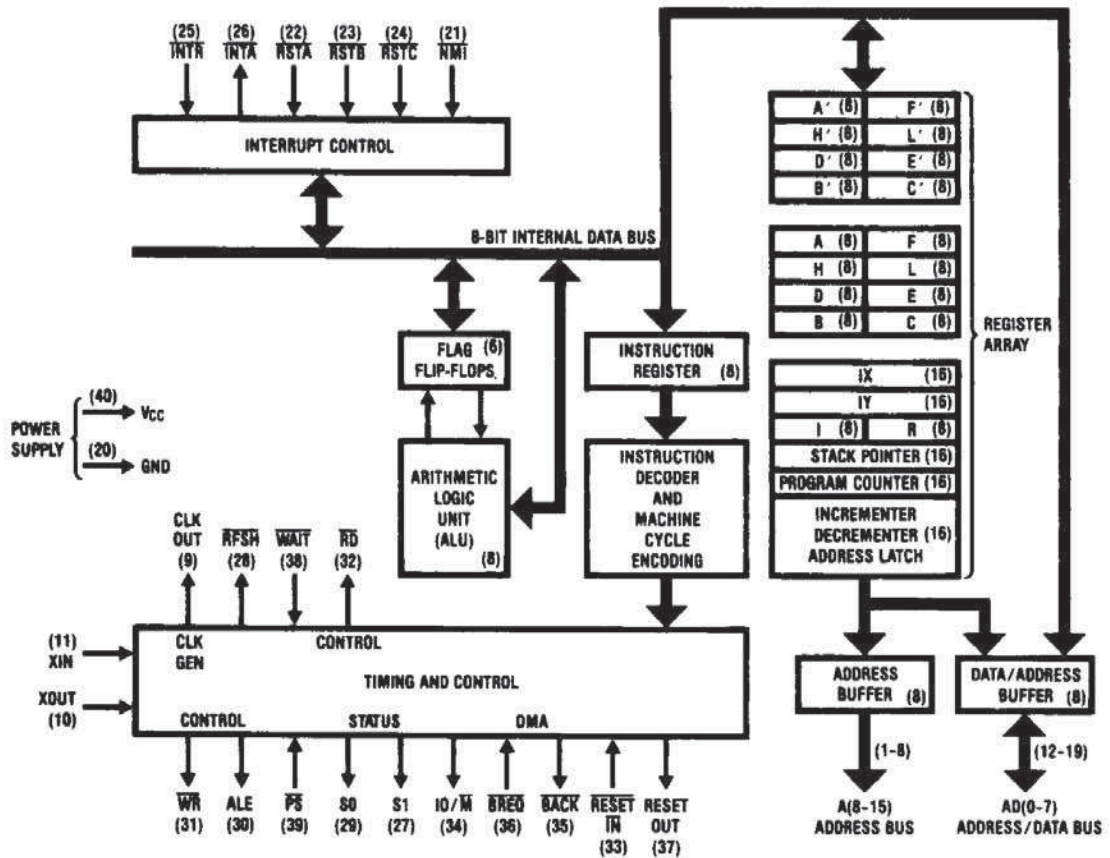 (25) (26) (22) (23) (24) (21)
INTR INTA RSTA RSTB RSTC NMI
INTERRUPT CONTROL
8-BIT INTERNAL DATA BUS
A′ (8) F′ (8)
H′ (8) L′ (8)
D′ (8) E′ (8)
B′ (8) C′ (8)
A (8) F (8)
H (8) L (8)
D (8) E (8)
B (8) C (8)
REGISTER
ARRAY
IX (16)
IY (16)
I (8) R (8)
STACK POINTER (16)
PROGRAM COUNTER (16)
INCREMENTER
DECREMENTER (16)
ADDRESS LATCH
FLAG (6)
FLIP-FLOPS
INSTRUCTION
REGISTER (8)
POWER
SUPPLY
(40)
VCC
(20)
GND
ARITHMETIC
LOGIC
UNIT
(ALU)
(8)
INSTRUCTION
DECODER
AND
MACHINE
CYCLE
ENCODING
CLK
OUT RFSH WAIT RD
(9) (28) (38) (32)
(11)
XIN
XOUT
(10)
CLK
GEN
CONTROL
TIMING AND CONTROL
CONTROL STATUS DMA
WR ALE PS S0 S1 IO/M BREQ BACK RESET RESET
IN OUT
(31) (30) (39) (29) (27) (34) (36) (35) (33) (37)
ADDRESS
BUFFER (8)
DATA/ADDRESS
BUFFER (8)
(1-8) (12-19)
A(8-15)
ADDRESS BUS
AD(0-7)
ADDRESS/DATA BUS